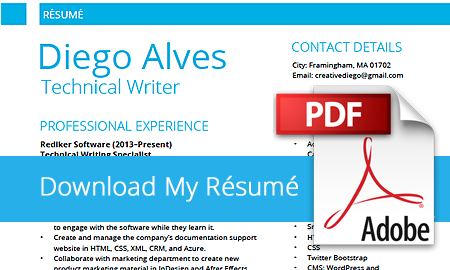 RÉSUMÉ
Diego Alves
Technical Writer
CONTACT DETAILS
City: Framingham, MA 01702
Email: creativediego@gmail.com
PROFESSIONAL EXPERIENCE
Rediker Software (2013–Present)
Technical Writing Specialist
Download My Résumé
PDF
Adobe
to engage with the software while they learn it.
• Create and manage the company's documentation support
website in HTML, CSS, XML, CRM, and Azure.
• Collaborate with marketing department to create new
product marketing material in InDesign and After Effects
CSS
• Twitter Bootstrap
• CMS: WordPress and